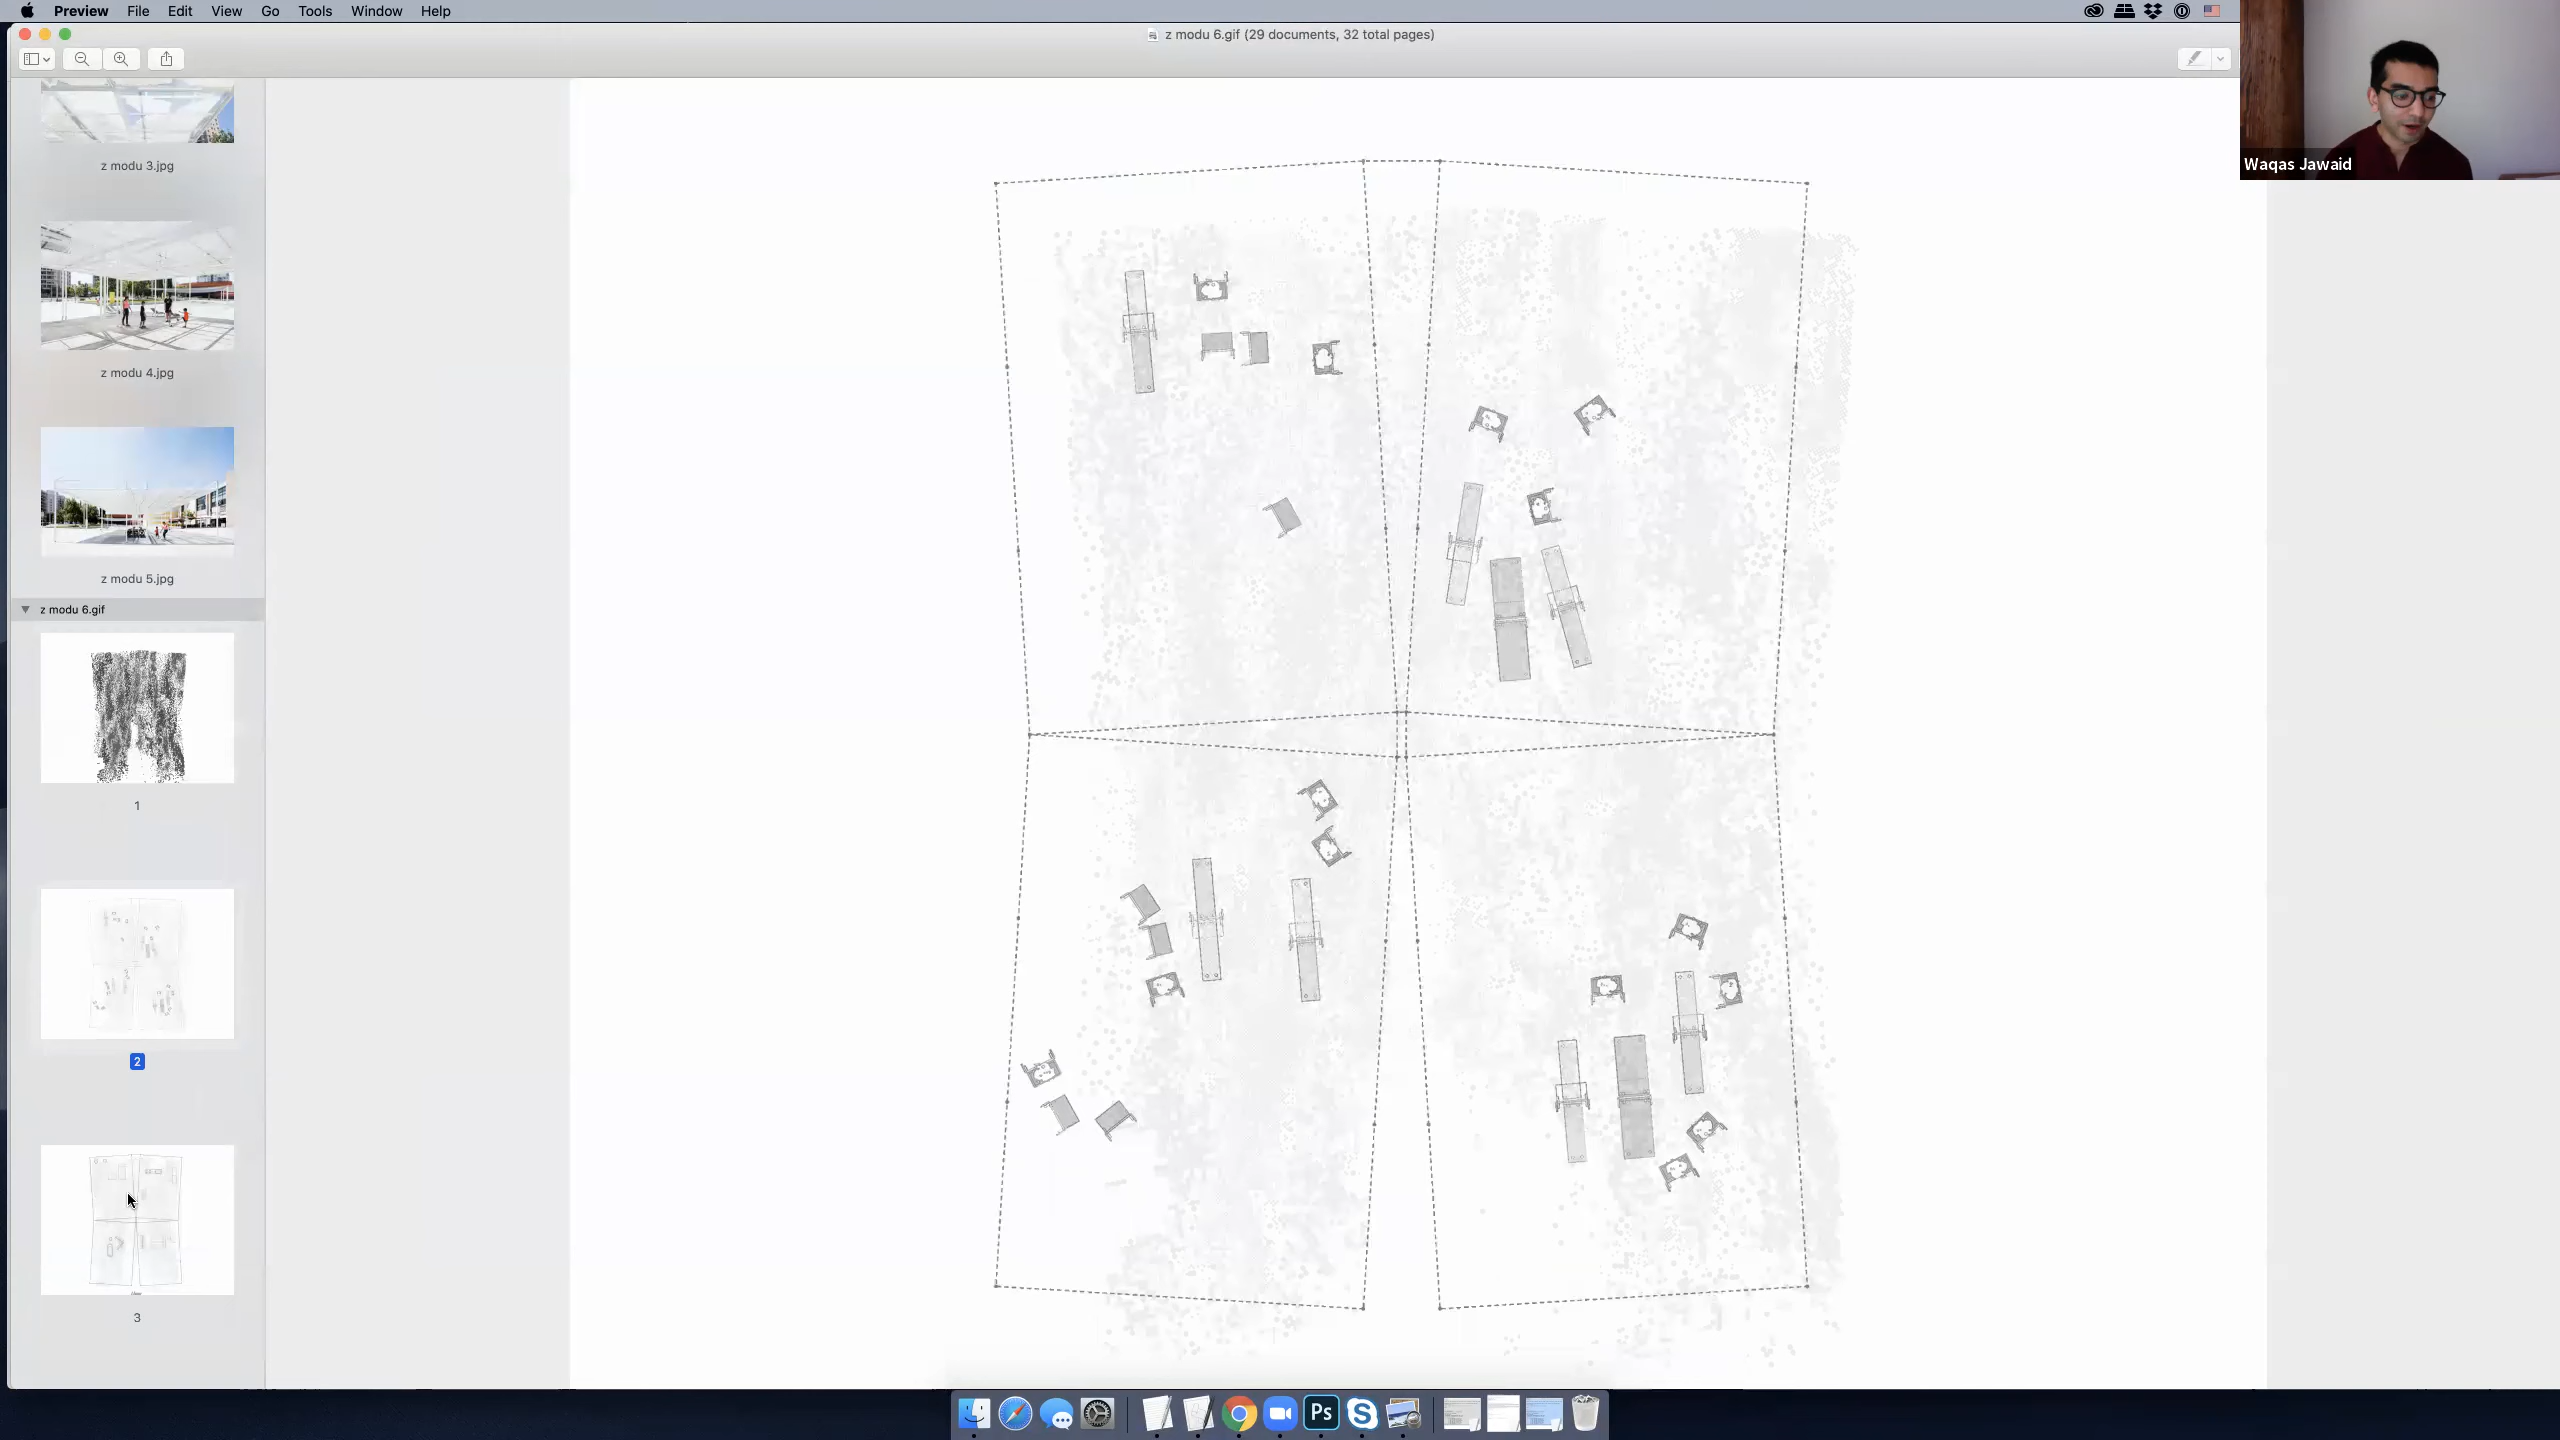 Preview File Edit View Go Tools Window Help
z modu 6.gif (29 documents, 32 total pages)
Waqas Jawaid
z modu 3.jpg
z modu 4.jpg
z modu 5.jpg
z modu 6.gif
1
2
3
Ps